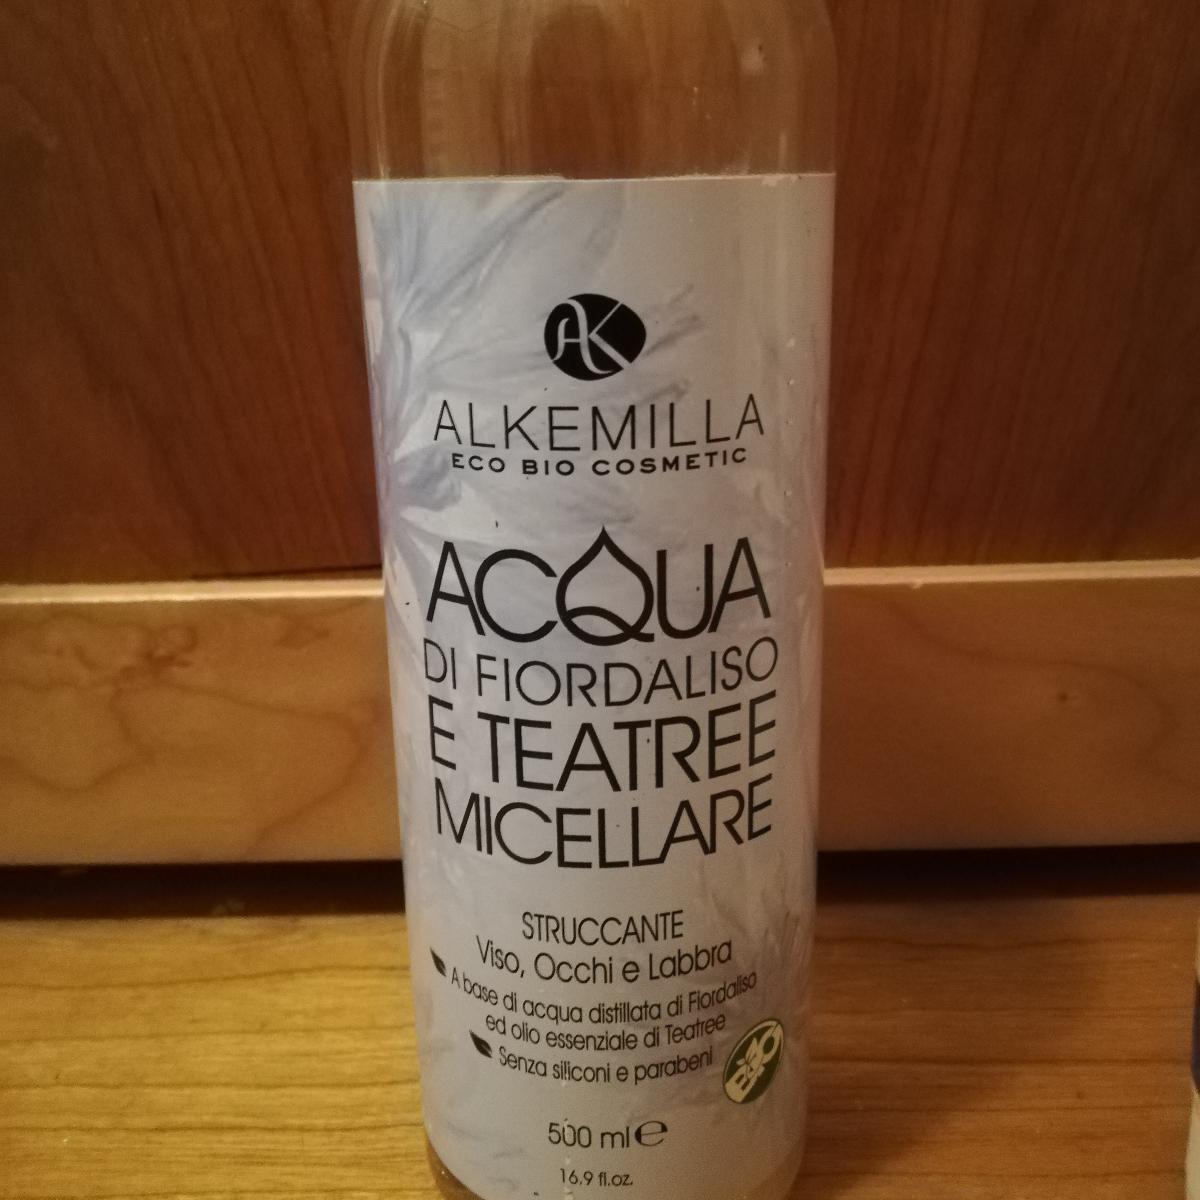 AK
ALKEMILLA
ECO BIO COSMETIC
ACQUA
DI FIORDALISO
E TEATREE
MICELLARE
STRUCCANTE
Viso, Occhi e Labbra
A base di acqua distillata di Fiordaliso
ed olio essenziale di Teatree
Senza siliconi e parabeni
BIO
500 ml e
16.9 fl.oz.